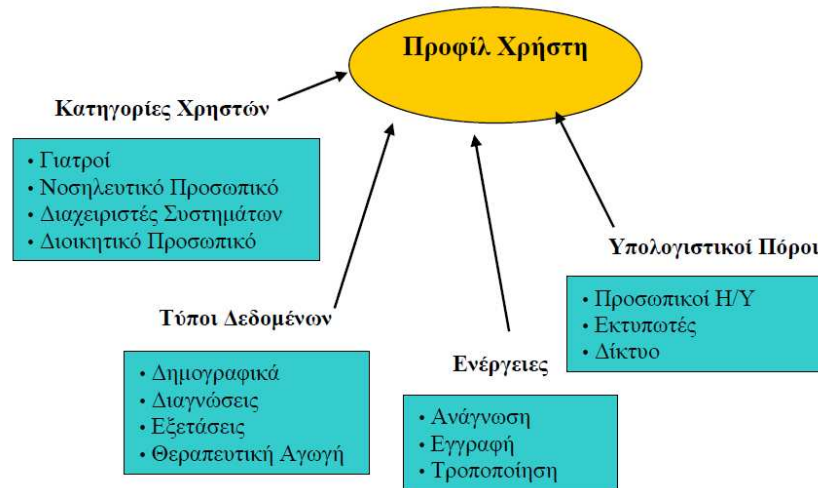 Προφίλ Χρήστη
Κατηγορίες Χρηστών
• Γιατροί
• Νοσηλευτικό Προσωπικό
• Διαχειριστές Συστημάτων
• Διοικητικό Προσωπικό
Τύποι Δεδομένων
• Δημογραφικά
• Διαγνώσεις
• Εξετάσεις
• Θεραπευτική Αγωγή
Ενέργειες
• Ανάγνωση
• Εγγραφή
• Τροποποίηση
Υπολογιστικοί Πόροι
• Προσωπικοί Η/Υ
• Εκτυπωτές
• Δίκτυο